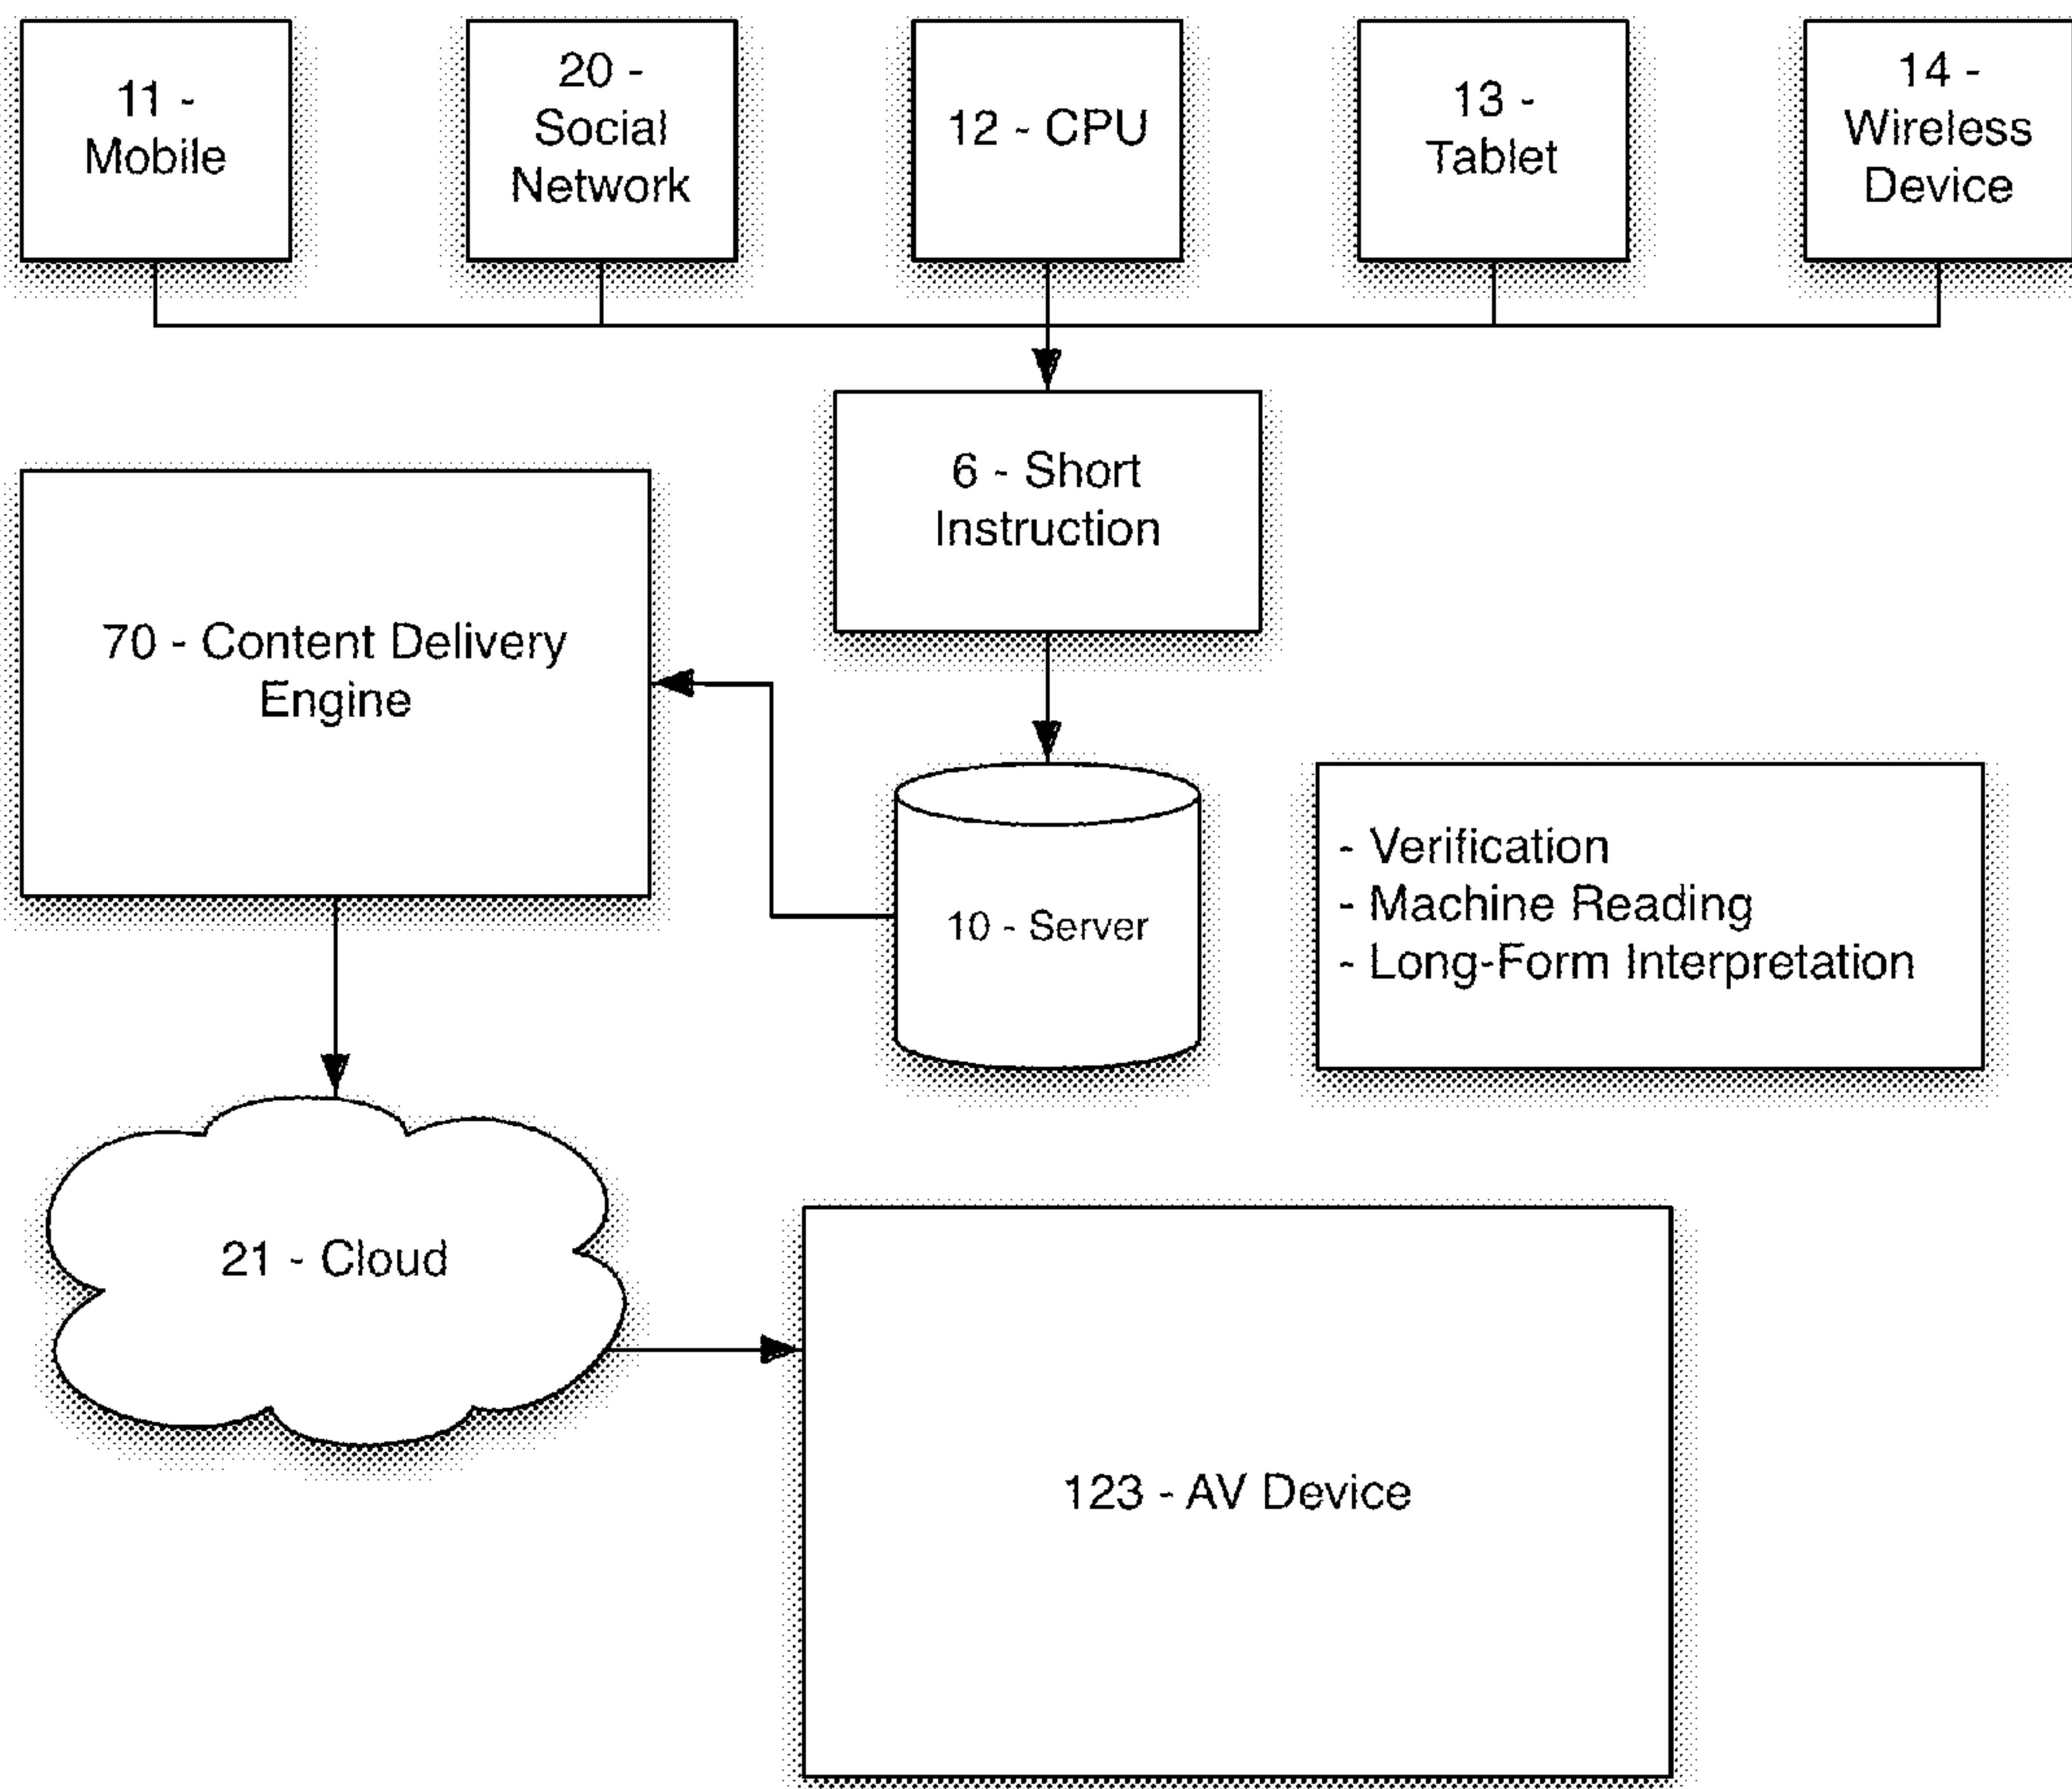 11 -
Mobile
20 -
Social
Network
12 - CPU
13 -
Tablet
14 -
Wireless
Device
6 - Short
Instruction
70 - Content Delivery
Engine
10 - Server
- Verification
- Machine Reading
- Long-Form Interpretation
21 - Cloud
123 - AV Device